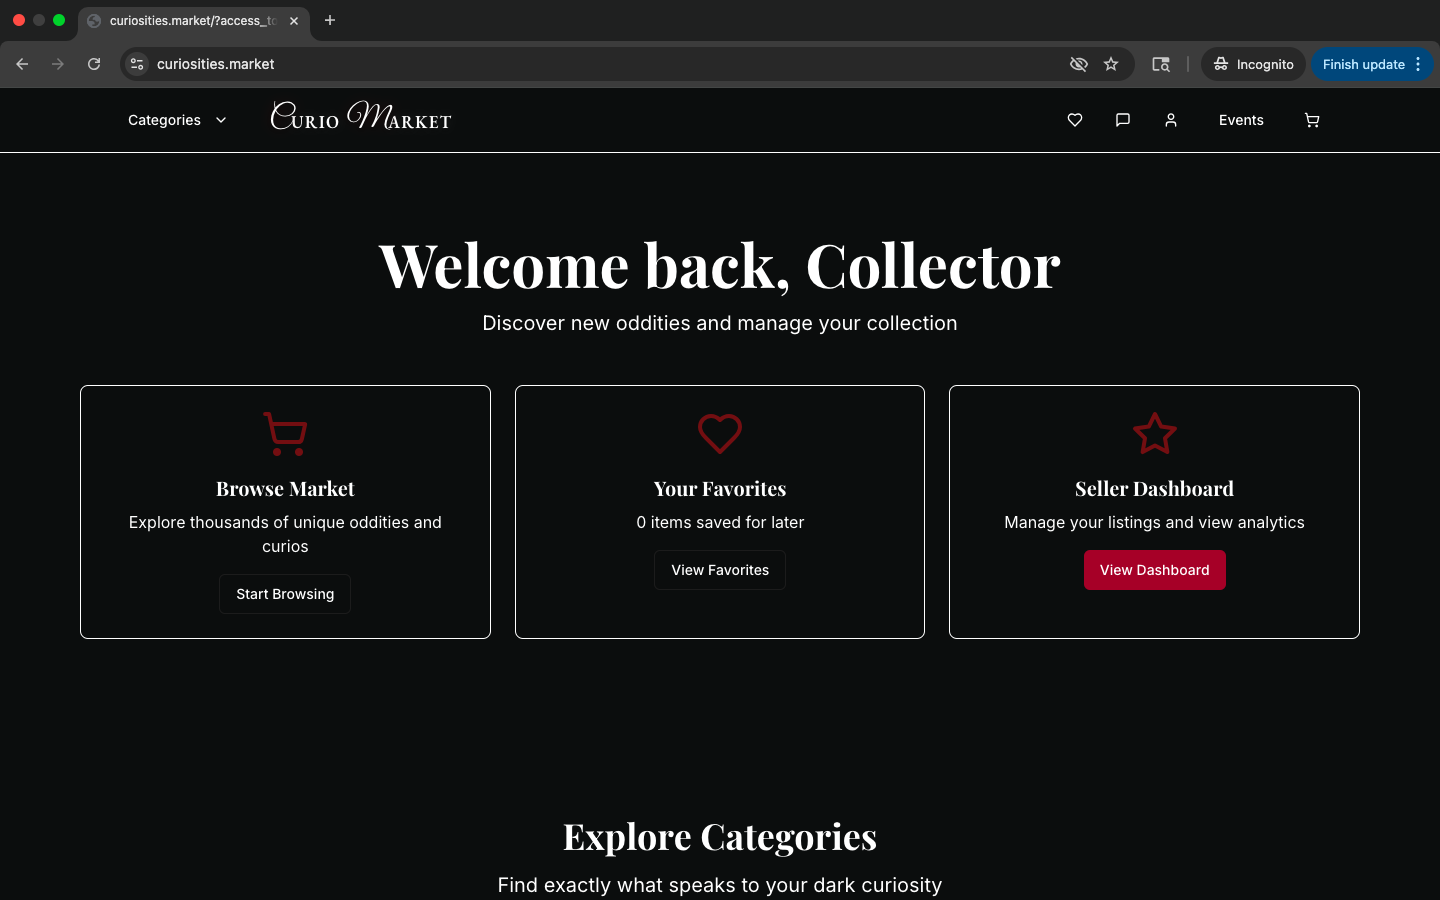 curiosities.market/?access_to
curiosities.market
Incognito
Finish update
Categories
Curio Market
Events
Welcome back, Collector
Discover new oddities and manage your collection
Browse Market
Explore thousands of unique oddities and
curios
Start Browsing
Your Favorites
0 items saved for later
View Favorites
Seller Dashboard
Manage your listings and view analytics
View Dashboard
Explore Categories
Find exactly what speaks to your dark curiosity